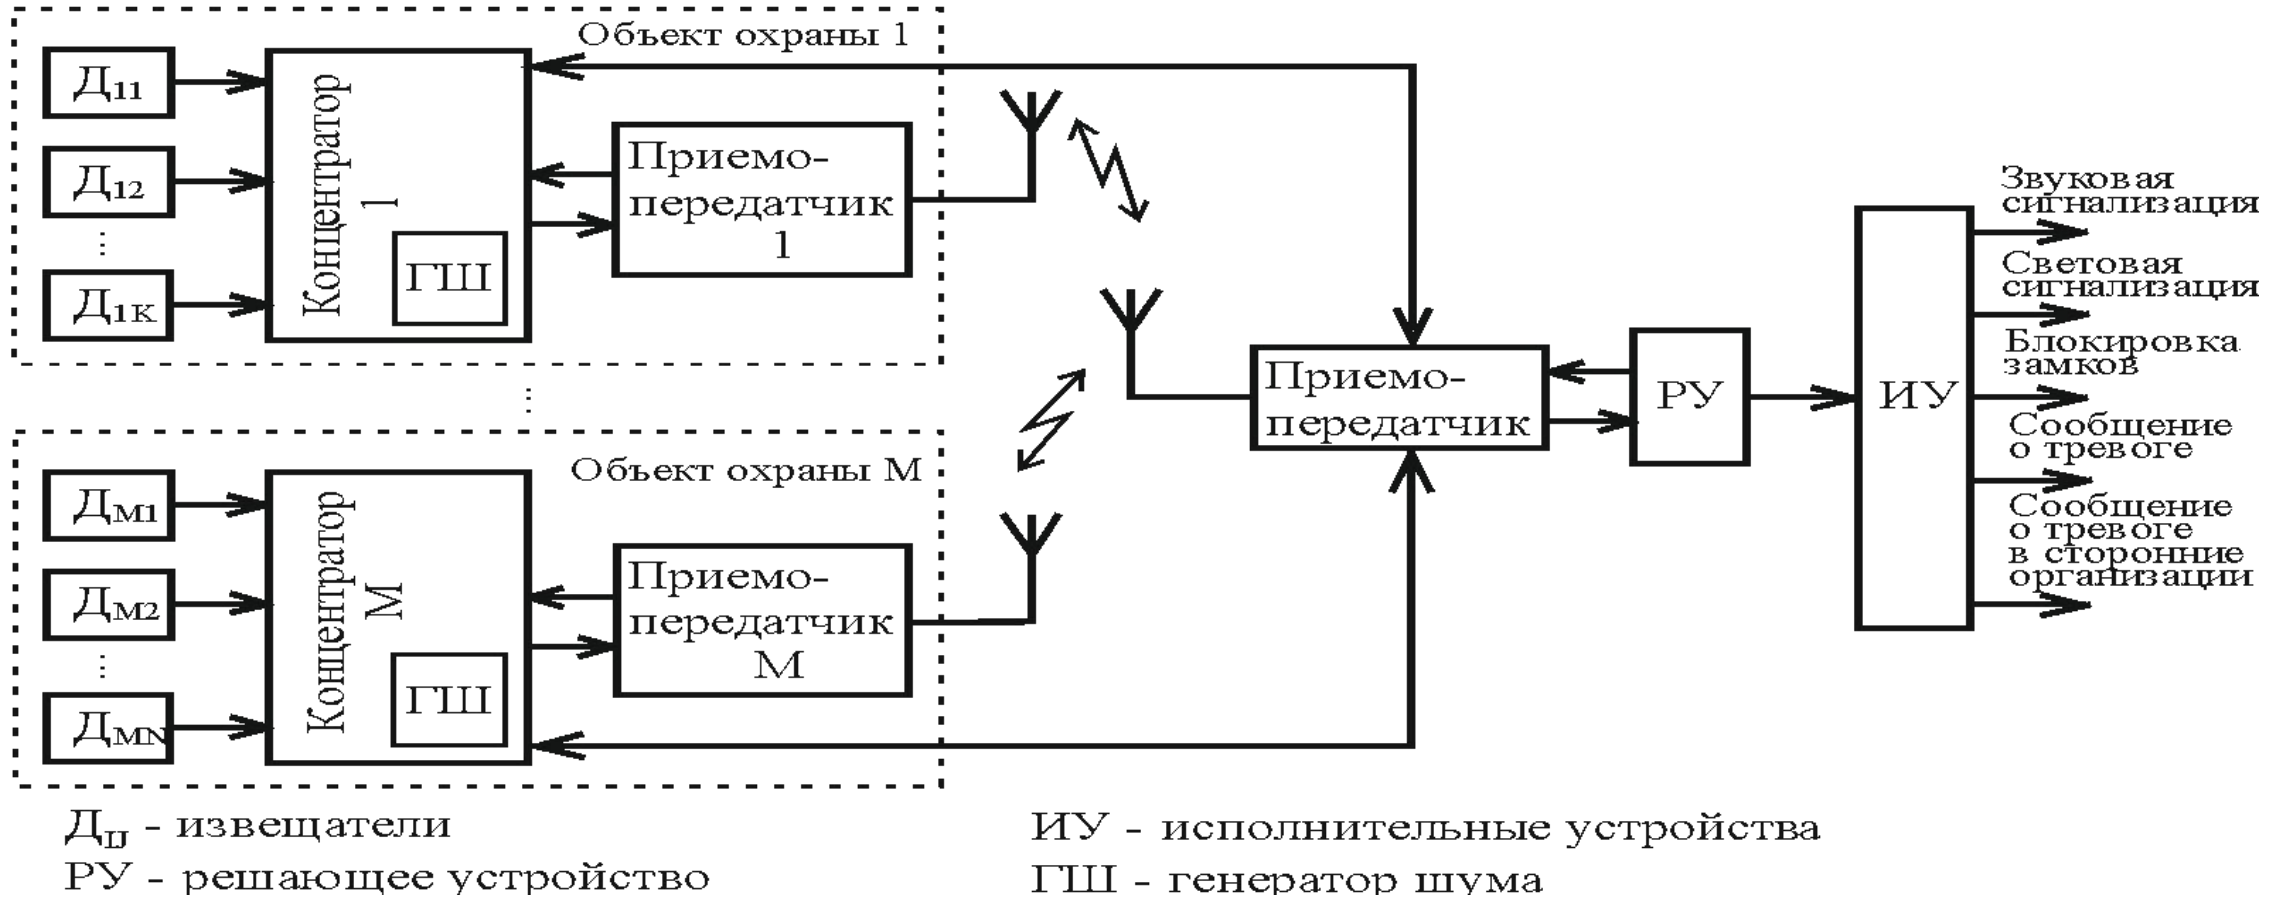 Объект охраны 1
Д11
Д12
...
Д1К
Концентратор
1
ГШ
Приемо-
передатчик
1
...
Объект охраны М
ДМ1
ДМ2
...
ДМN
Концентратор
М
ГШ
Приемо-
передатчик
М
Приемо-
передатчик
РУ
ИУ
Звуковая
сигнализация
Световая
сигнализация
Блокировка
замков
Сообщение
о тревоге
Сообщение
о тревоге
в сторонние
организации
ДIJ - извещатели
РУ - решающее устройство
ИУ - исполнительные устройства
ГШ - генератор шума